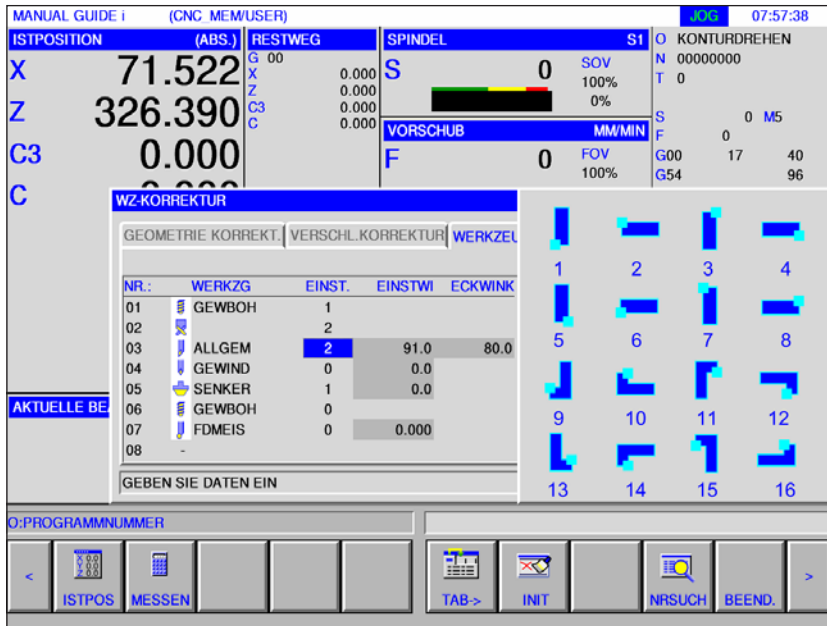 MANUAL GUIDE i (CNC_MEM/USER) JOG 07:57:38
ISTPOSITION (ABS.)
X 71.522
Z 326.390
C3 0.000
C
RESTWEG
G 00
X 0.000
Z 0.000
C3 0.000
C 0.000
SPINDEL S1
S 0 SOV
100%
0%
VORSCHUB MM/MIN
F 0 FOV
100%
O KONTURDREHEN
N 00000000
T 0
S 0 M5
F 0
G00 17 40
G54 96
WZ-KORREKTUR
GEOMETRIE KORREKT. VERSCHL.KORREKTUR WERKZEU
NR.: WERKZG EINST. EINSTWI ECKWINK
01 GEWBOH 1
02 2
03 ALLGEM 2 91.0 80.0
04 GEWIND 0 0.0
05 SENKER 1 0.0
06 GEWBOH 0
07 FDMEIS 0 0.000
08 -
GEBEN SIE DATEN EIN
1 2 3 4
5 6 7 8
9 10 11 12
13 14 15 16
AKTUELLE BE
O:PROGRAMMNUMMER
< ISTPOS MESSEN TAB-> INIT NRSUCH BEEND. >